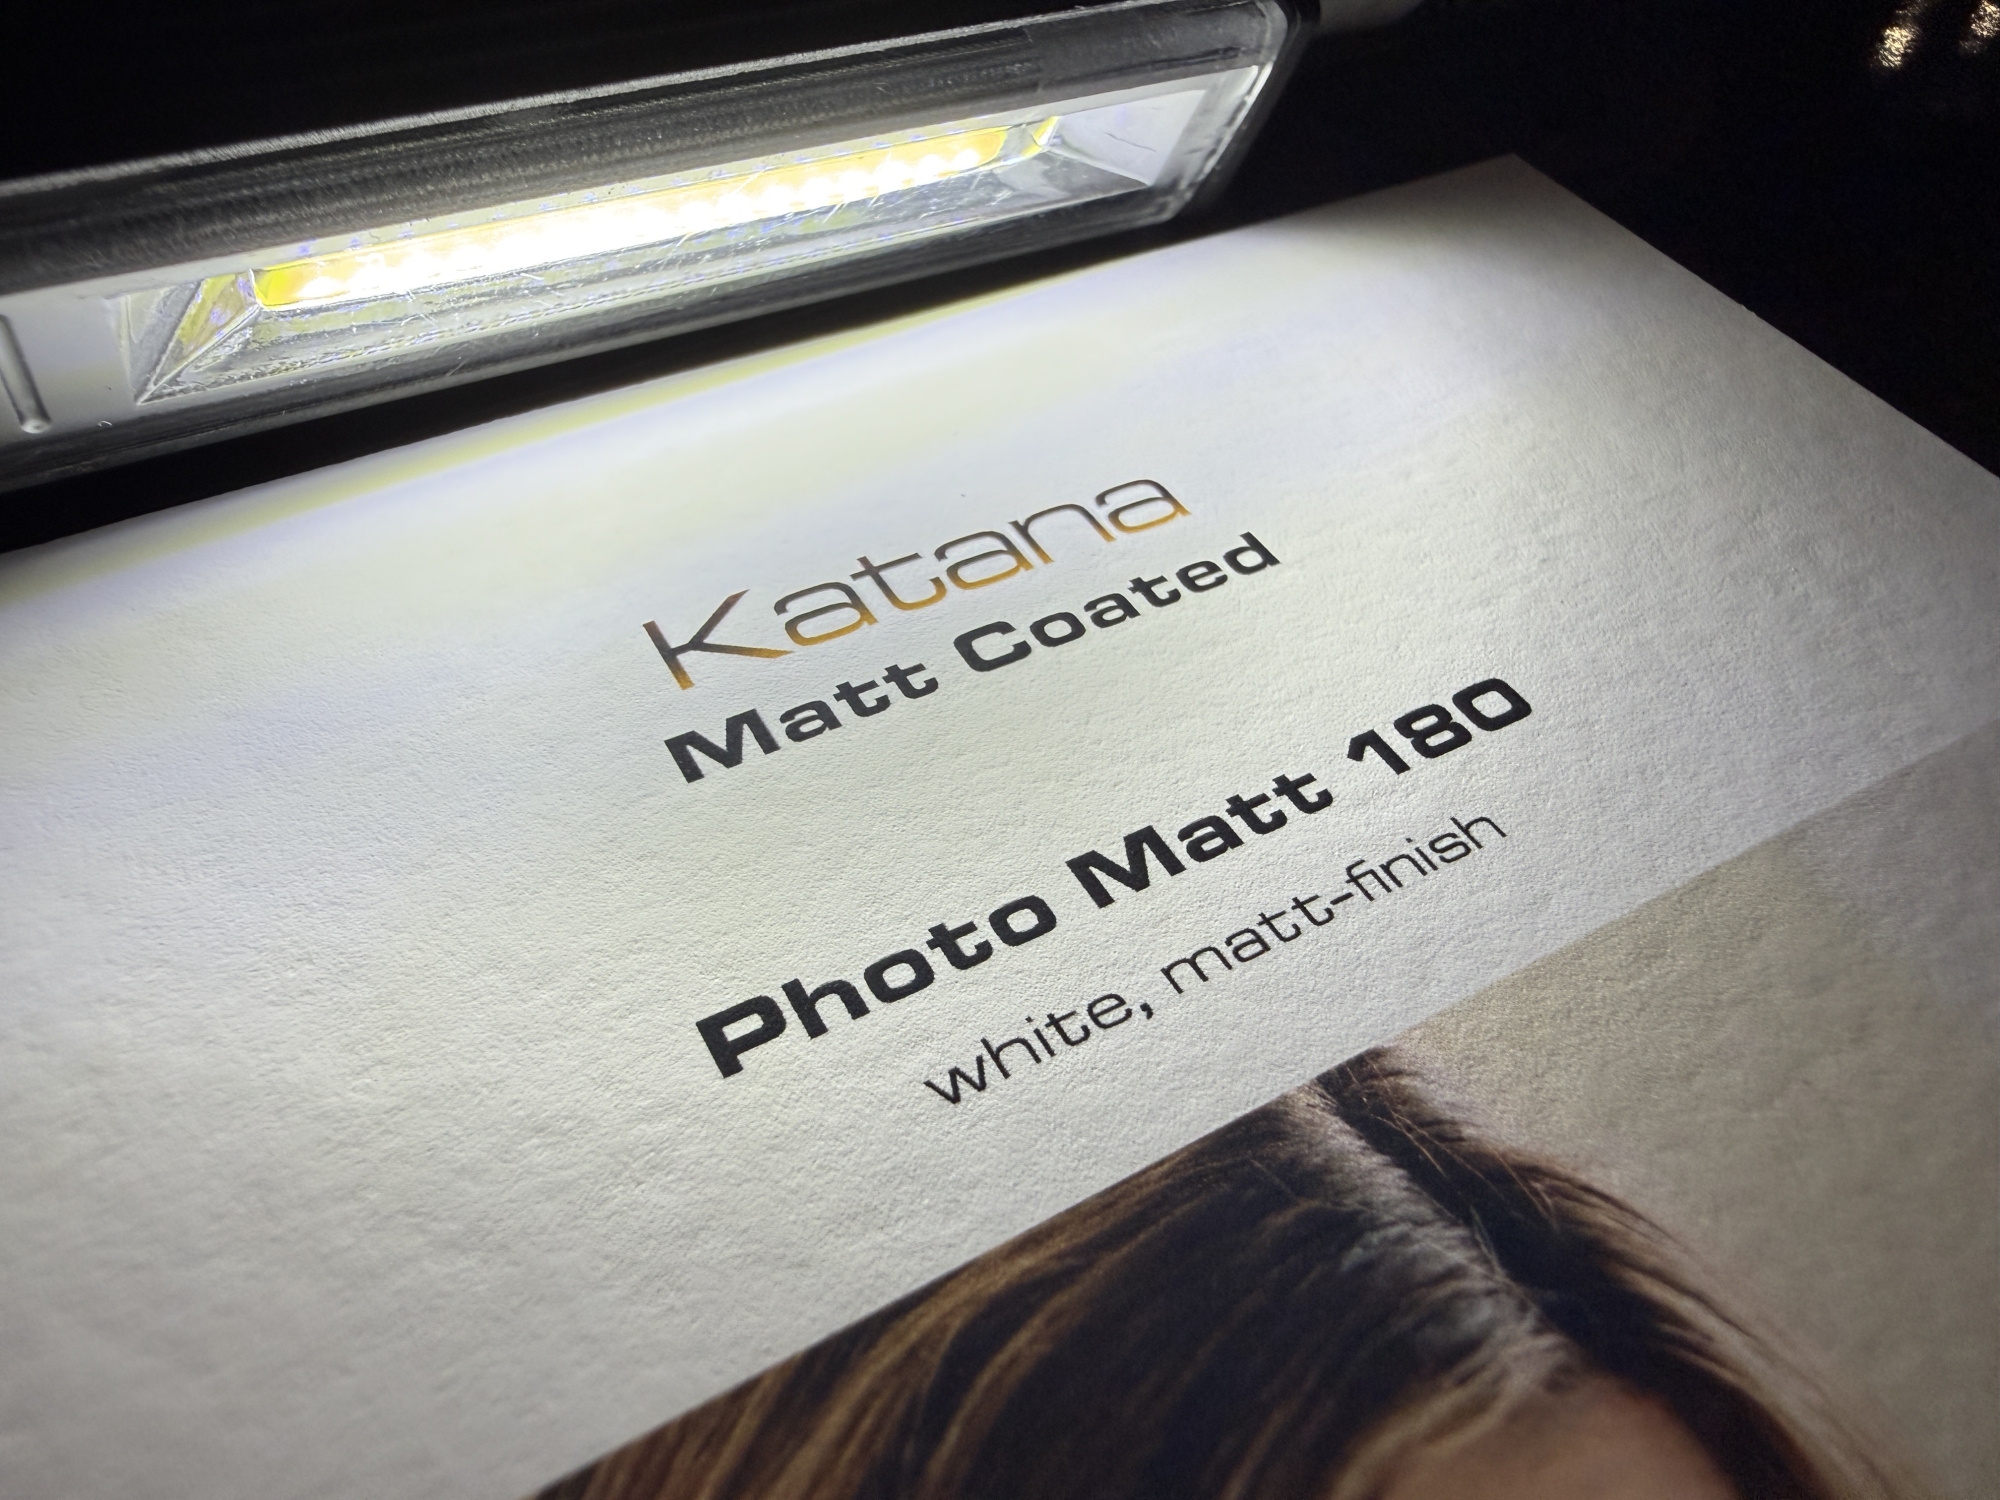 Katana
Matt Coated
Photo Matt 180
white, matt-finish